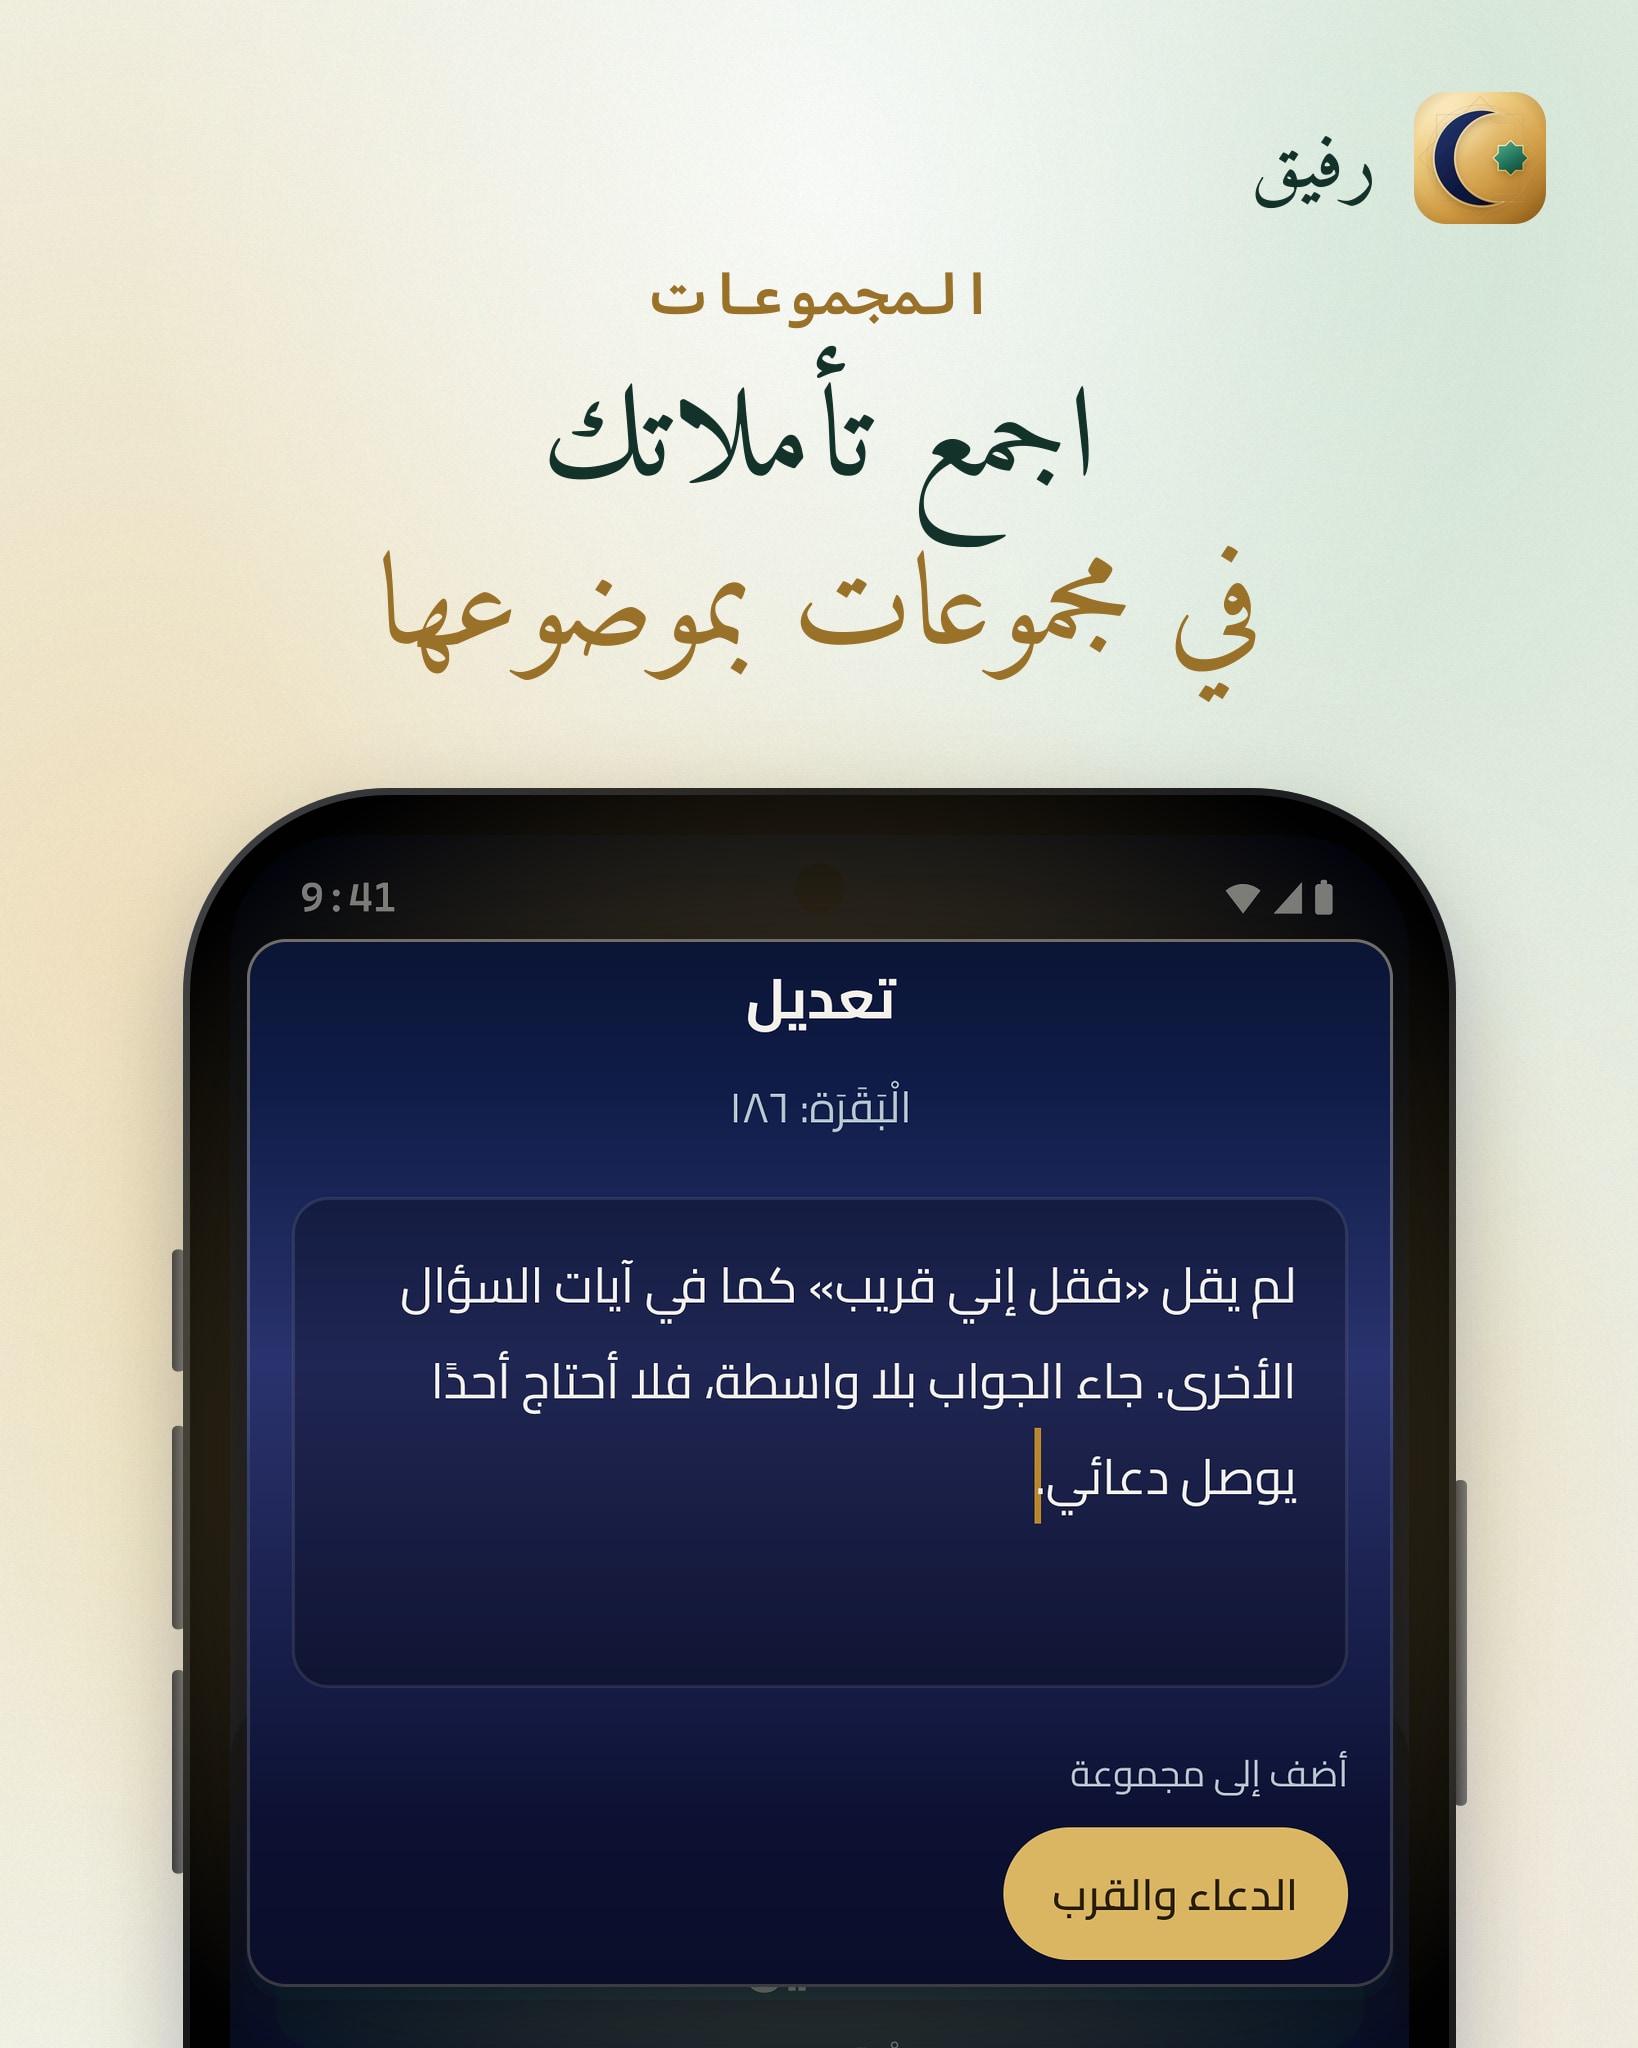 رفيق
المجموعات
اجمع تأملاتك
في مجموعات بموضوعها
9:41
تعديل
الْبَقَرَة: ١٨٦
لم يقل «فقل إني قريب» كما في آيات السؤال
الأخرى. جاء الجواب بلا واسطة، فلا أحتاج أحدًا
يوصل دعائي.
أضف إلى مجموعة
الدعاء والقرب